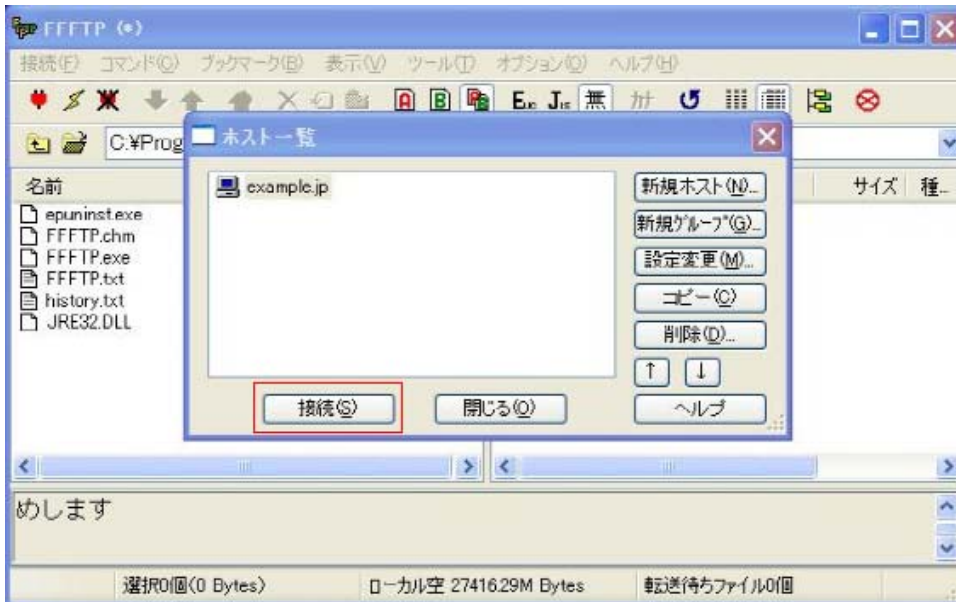 FFFTP (*)
接続(F) コマンド(O) ブックマーク(B) 表示(V) ツール(T) オプション(O) ヘルプ(H)
A B EUC JIS 無 カナ
C:¥Prog
ホスト一覧
example.jp
新規ホスト(N)...
新規グループ(G)...
設定変更(M)...
コピー(C)
削除(D)...
↑ ↓
接続(S) 閉じる(O) ヘルプ
名前 サイズ 種...
epuninst.exe
FFFTP.chm
FFFTP.exe
FFFTP.txt
history.txt
JRE32.DLL
めします
選択0個(0 Bytes) ローカル空 27416.29M Bytes 転送待ちファイル0個